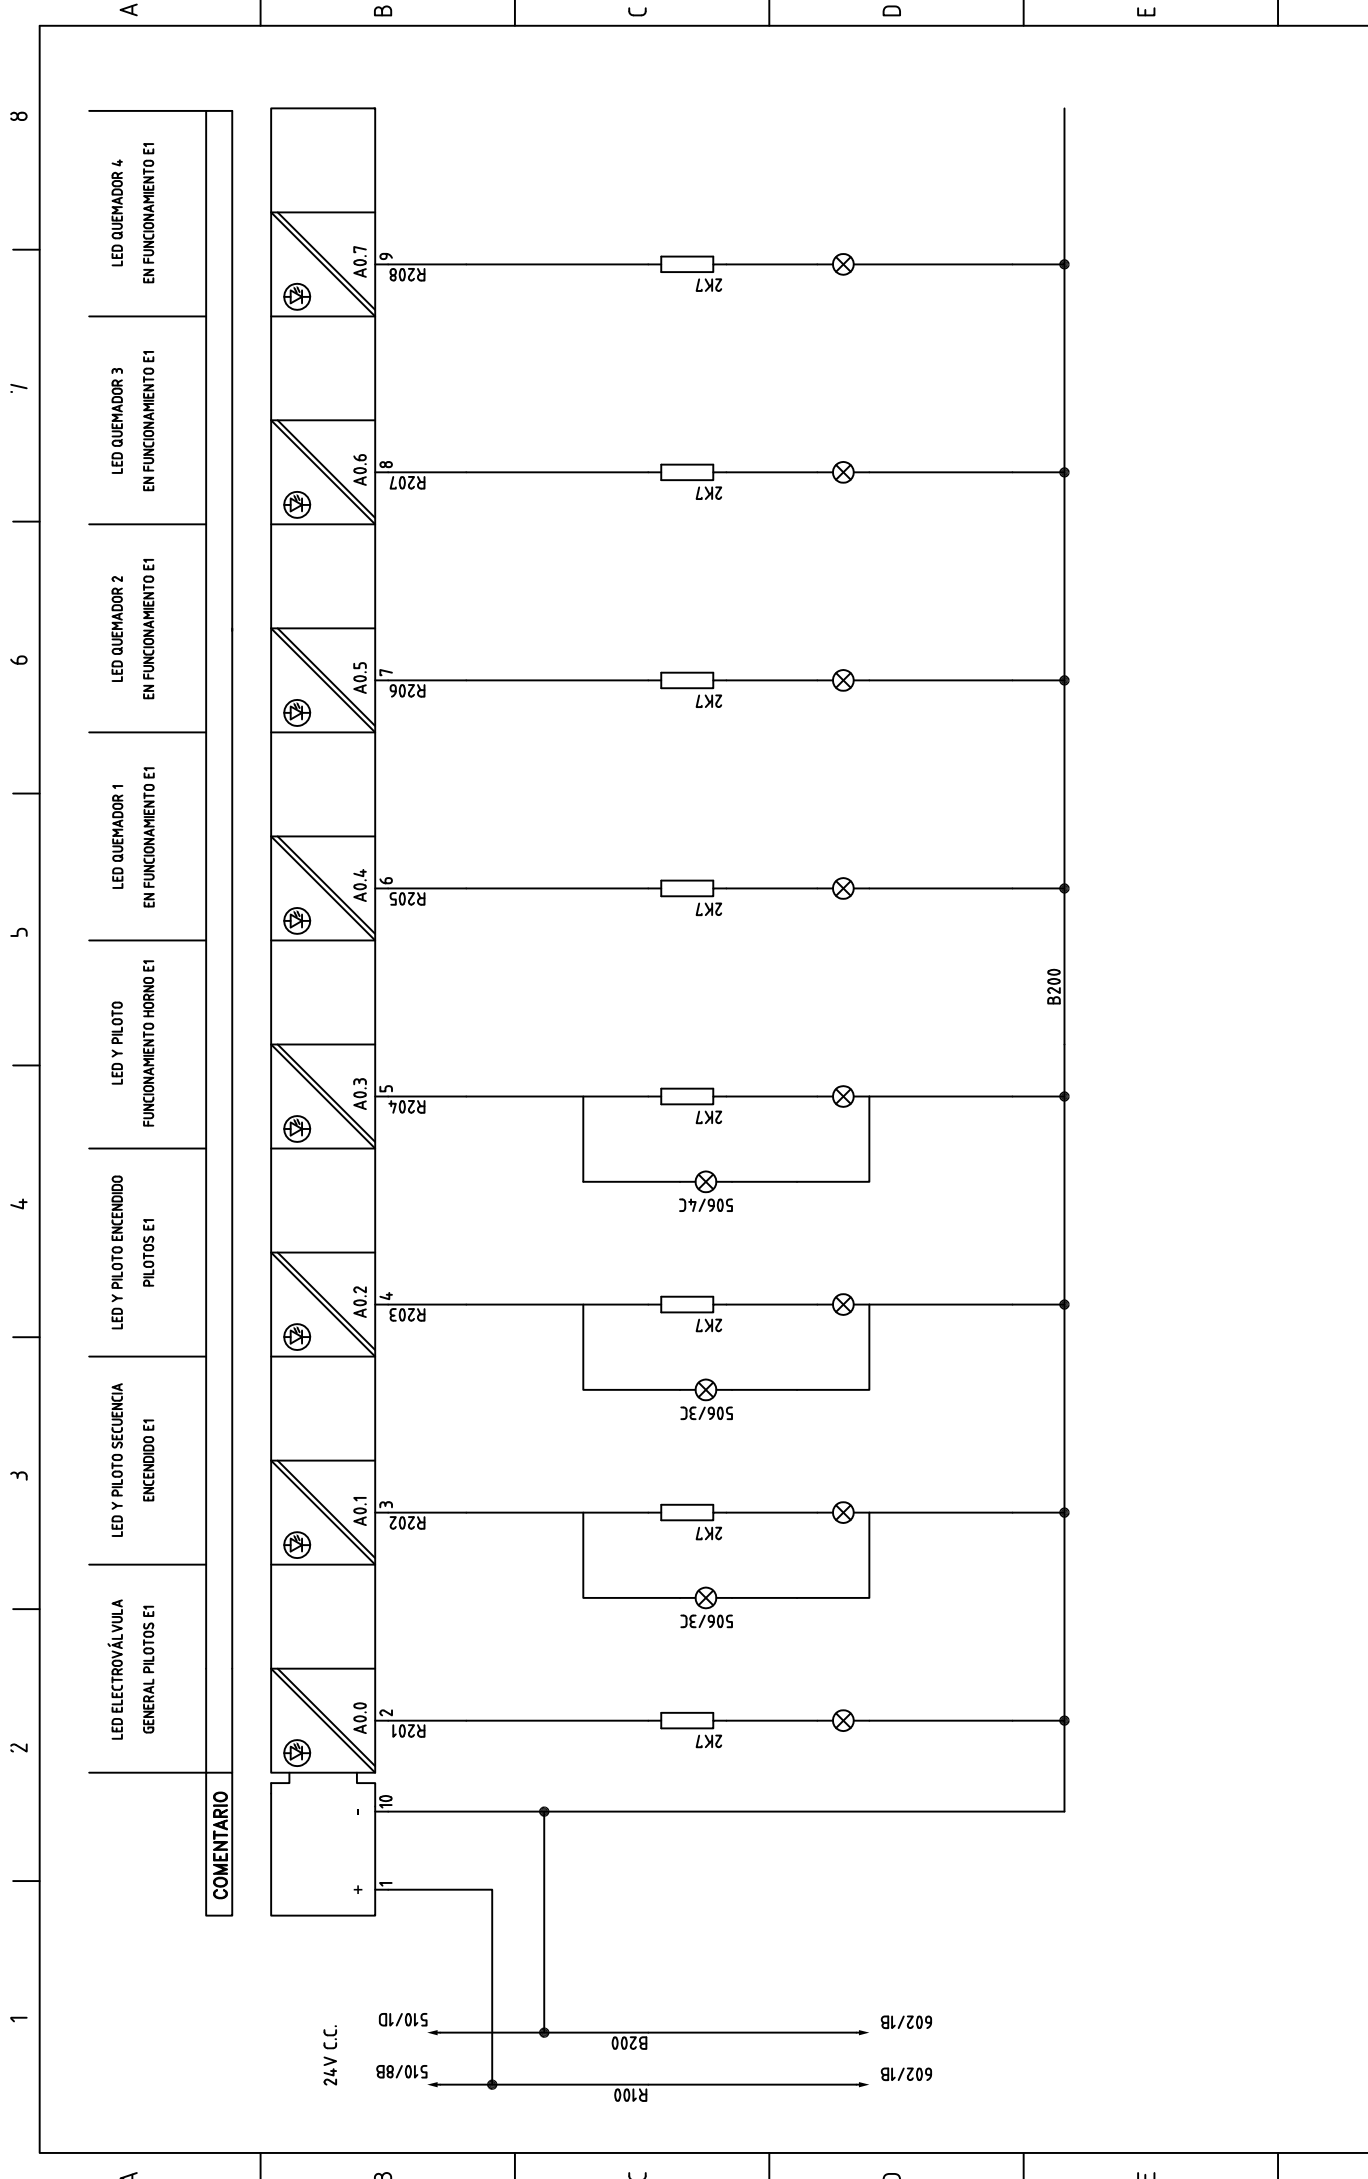 1
2
3
4
5
6
7
8
A
B
C
D
E
LED ELECTROVÁLVULA
GENERAL PILOTOS E1
LED Y PILOTO SECUENCIA
ENCENDIDO E1
LED Y PILOTO ENCENDIDO
PILOTOS E1
LED Y PILOTO
FUNCIONAMIENTO HORNO E1
LED QUEMADOR 1
EN FUNCIONAMIENTO E1
LED QUEMADOR 2
EN FUNCIONAMIENTO E1
LED QUEMADOR 3
EN FUNCIONAMIENTO E1
LED QUEMADOR 4
EN FUNCIONAMIENTO E1
COMENTARIO
24V C.C.
+
-
A0.0
A0.1
A0.2
A0.3
A0.4
A0.5
A0.6
A0.7
1
10
2
3
4
5
6
7
8
9
510/8B
510/1D
R201
R202
R203
R204
R205
R206
R207
R208
R100
B200
506/3C
506/3C
506/4C
2K7
2K7
2K7
2K7
2K7
2K7
2K7
2K7
602/1B
602/1B
B200
A
B
C
D
E